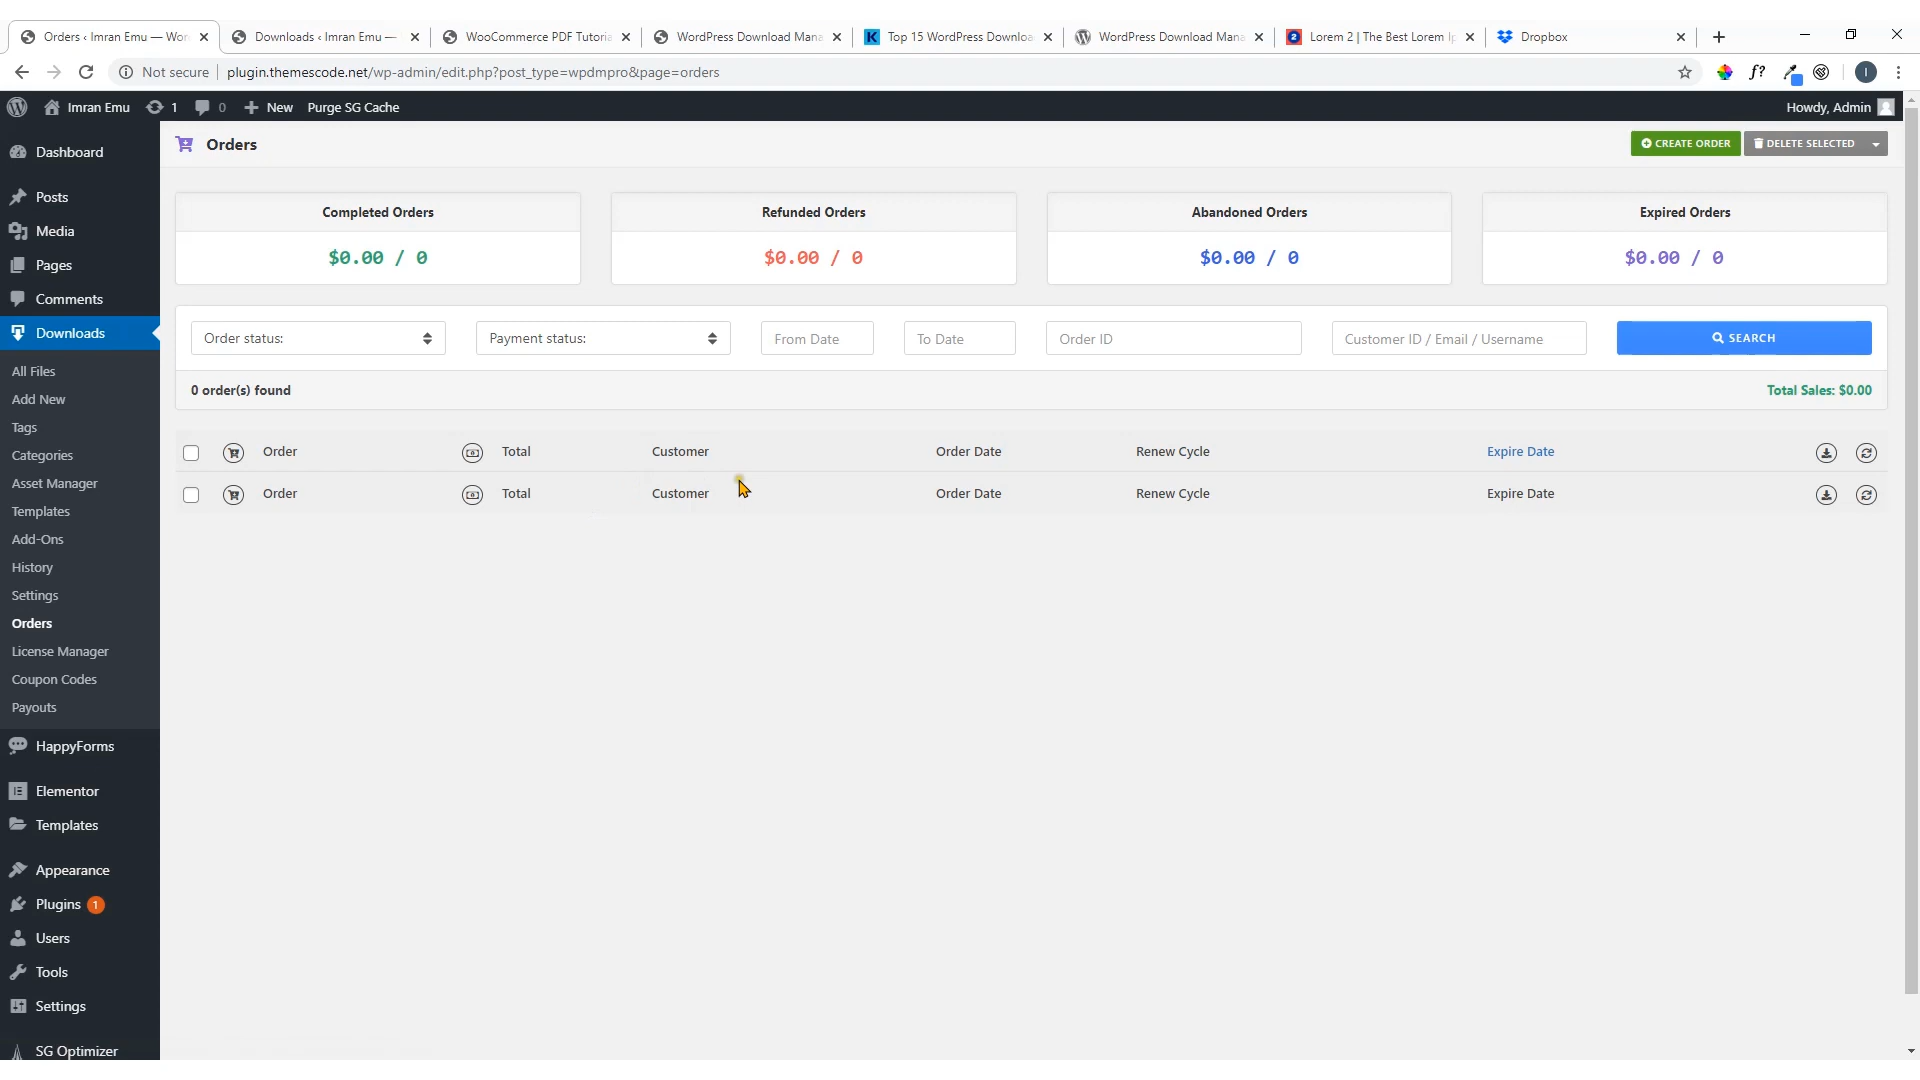 Orders ‹ Imran Emu — Wor
Downloads ‹ Imran Emu —
WooCommerce PDF Tutoria
WordPress Download Mana
Top 15 WordPress Downloa
WordPress Download Mana
Lorem 2 | The Best Lorem Ip
Dropbox
Not secure
plugin.themescode.net/wp-admin/edit.php?post_type=wpdmpro&page=orders
f?
I
Imran Emu
1
0
New
Purge SG Cache
Howdy, Admin
Dashboard
Posts
Media
Pages
Comments
Downloads
All Files
Add New
Tags
Categories
Asset Manager
Templates
Add-Ons
History
Settings
Orders
License Manager
Coupon Codes
Payouts
HappyForms
Elementor
Templates
Appearance
Plugins 1
Users
Tools
Settings
SG Optimizer
Orders
CREATE ORDER
DELETE SELECTED
Completed Orders
$0.00 / 0
Refunded Orders
$0.00 / 0
Abandoned Orders
$0.00 / 0
Expired Orders
$0.00 / 0
Order status:
Payment status:
From Date
To Date
Order ID
Customer ID / Email / Username
SEARCH
0 order(s) found
Total Sales: $0.00
Order Total Customer Order Date Renew Cycle Expire Date
Order Total Customer Order Date Renew Cycle Expire Date